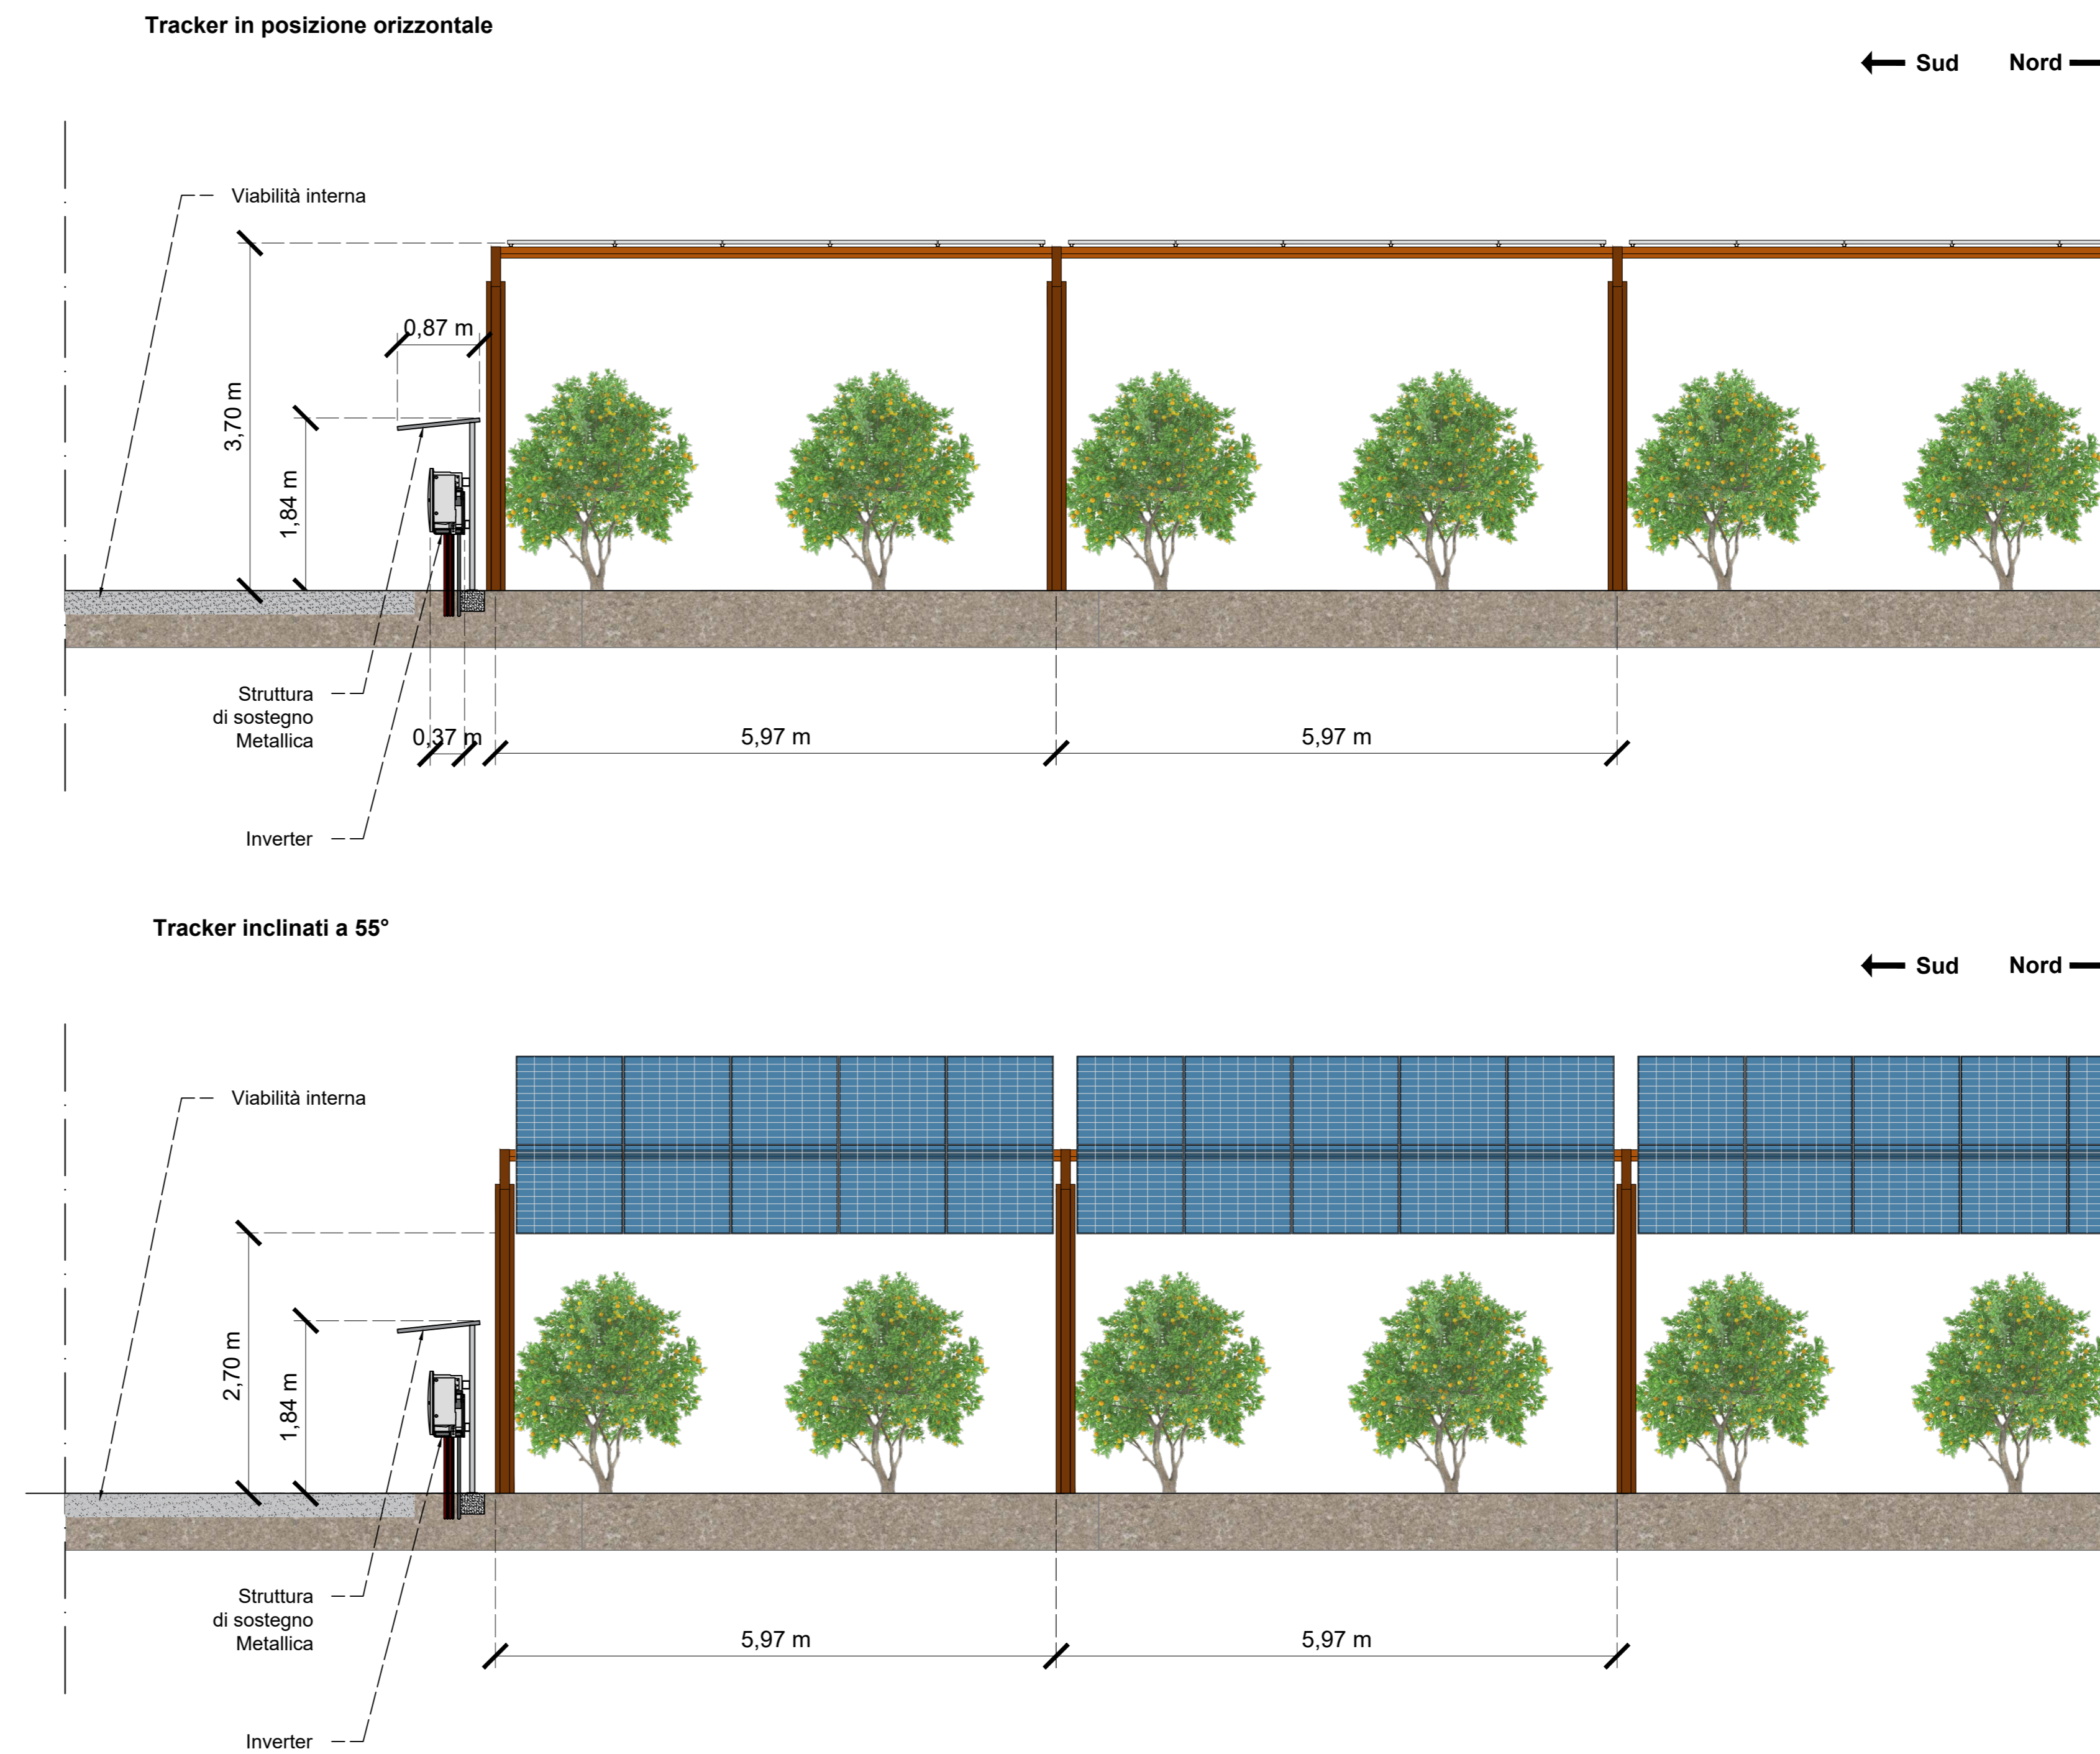 Tracker in posizione orizzontale
Sud Nord
Viabilità interna
0,87 m
3,70 m
1,84 m
Struttura
di sostegno
Metallica
0,37 m
5,97 m
5,97 m
Inverter
Tracker inclinati a 55°
Sud Nord
Viabilità interna
2,70 m
1,84 m
Struttura
di sostegno
Metallica
5,97 m
5,97 m
Inverter